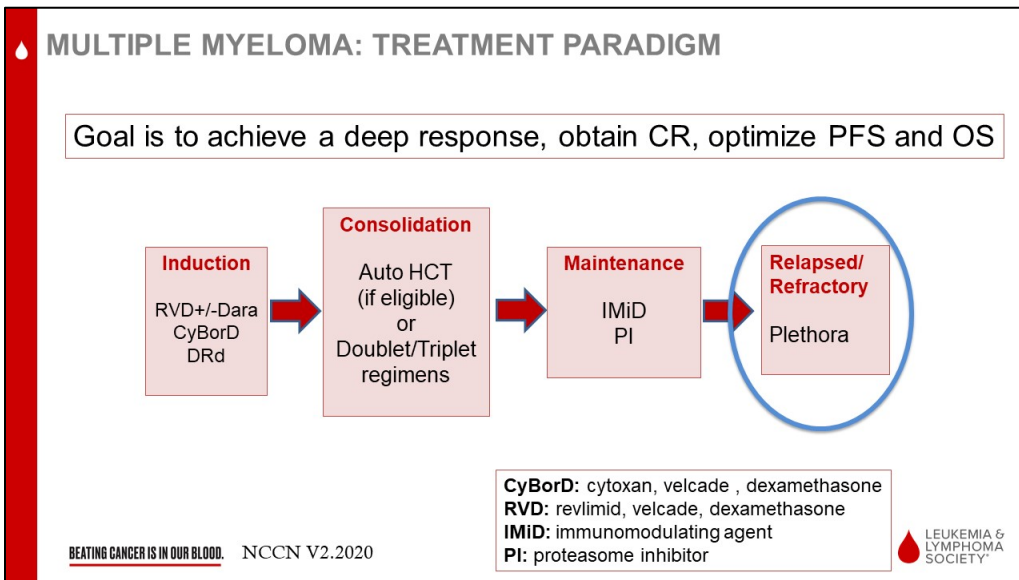 MULTIPLE MYELOMA: TREATMENT PARADIGM
Goal is to achieve a deep response, obtain CR, optimize PFS and OS
Induction
RVD+/-Dara
CyBorD
DRd
Consolidation
Auto HCT
(if eligible)
or
Doublet/Triplet
regimens
Maintenance
IMiD
PI
Relapsed/
Refractory
Plethora
CyBorD: cytoxan, velcade , dexamethasone
RVD: revlimid, velcade, dexamethasone
IMiD: immunomodulating agent
PI: proteasome inhibitor
BEATING CANCER IS IN OUR BLOOD.
NCCN V2.2020
LEUKEMIA &
LYMPHOMA
SOCIETY®